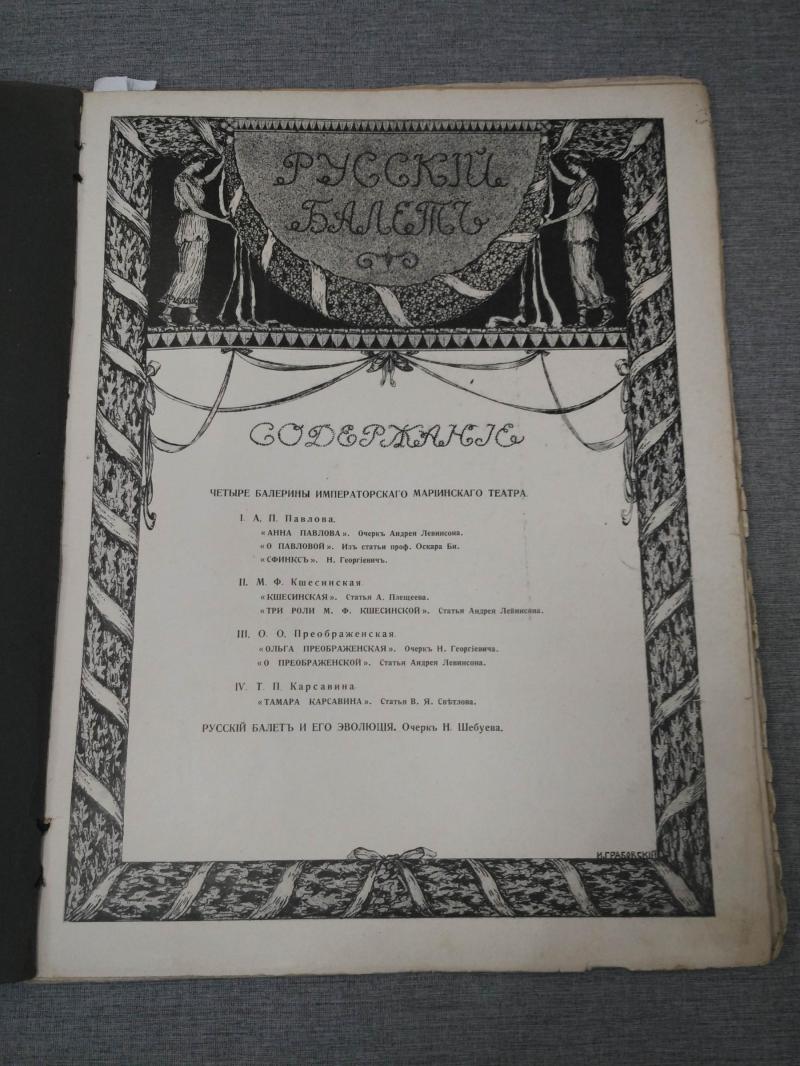 РУССКІЙ
БАЛЕТЪ
СОДЕРЖАНІЕ
ЧЕТЫРЕ БАЛЕРИНЫ ИМПЕРАТОРСКАГО МАРІИНСКАГО ТЕАТРА.
I. А. П. Павлова.
«АННА ПАВЛОВА». Очеркъ Андрея Левинсона.
«О ПАВЛОВОЙ». Изъ статьи проф. Оскара Би.
«СФИНКСЪ». Н. Георгіевичъ.
II. М. Ф. Кшесинская.
«КШЕСИНСКАЯ». Статья А. Плещеева.
«ТРИ РОЛИ М. Ф. КШЕСИНСКОЙ». Статья Андрея Левинсона.
III. О. О. Преображенская.
«ОЛЬГА ПРЕОБРАЖЕНСКАЯ». Очеркъ Н. Георгіевича.
«О ПРЕОБРАЖЕНСКОЙ». Статья Андрея Левинсона.
IV. Т. П. Карсавина.
«ТАМАРА КАРСАВИНА». Статья В. Я. Свѣтлова.
РУССКІЙ БАЛЕТЪ И ЕГО ЭВОЛЮЦІЯ. Очеркъ Н. Шебуева.
И. ГРАБОВСКІЙ